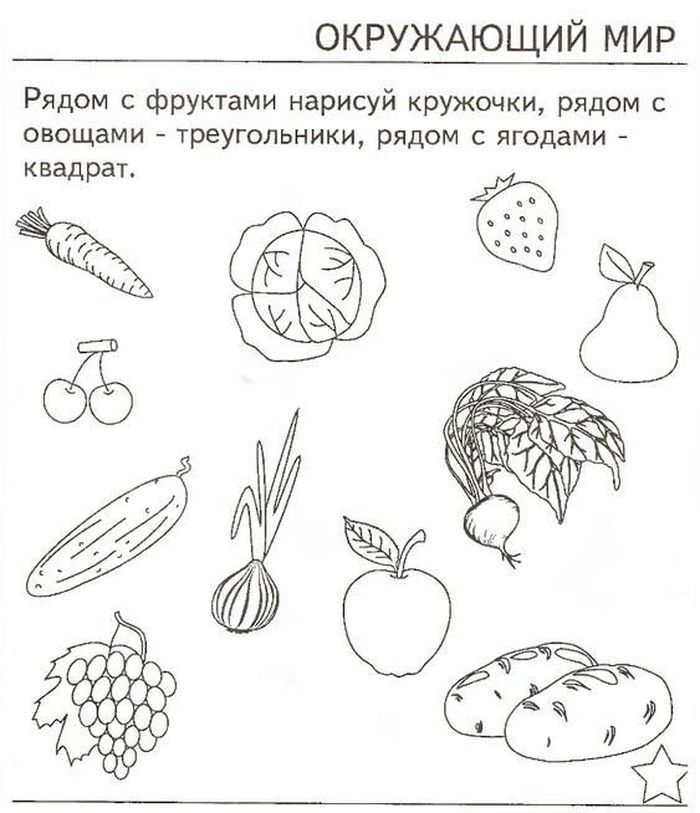 ОКРУЖАЮЩИЙ МИР
Рядом с фруктами нарисуй кружочки, рядом с
овощами - треугольники, рядом с ягодами -
квадрат.